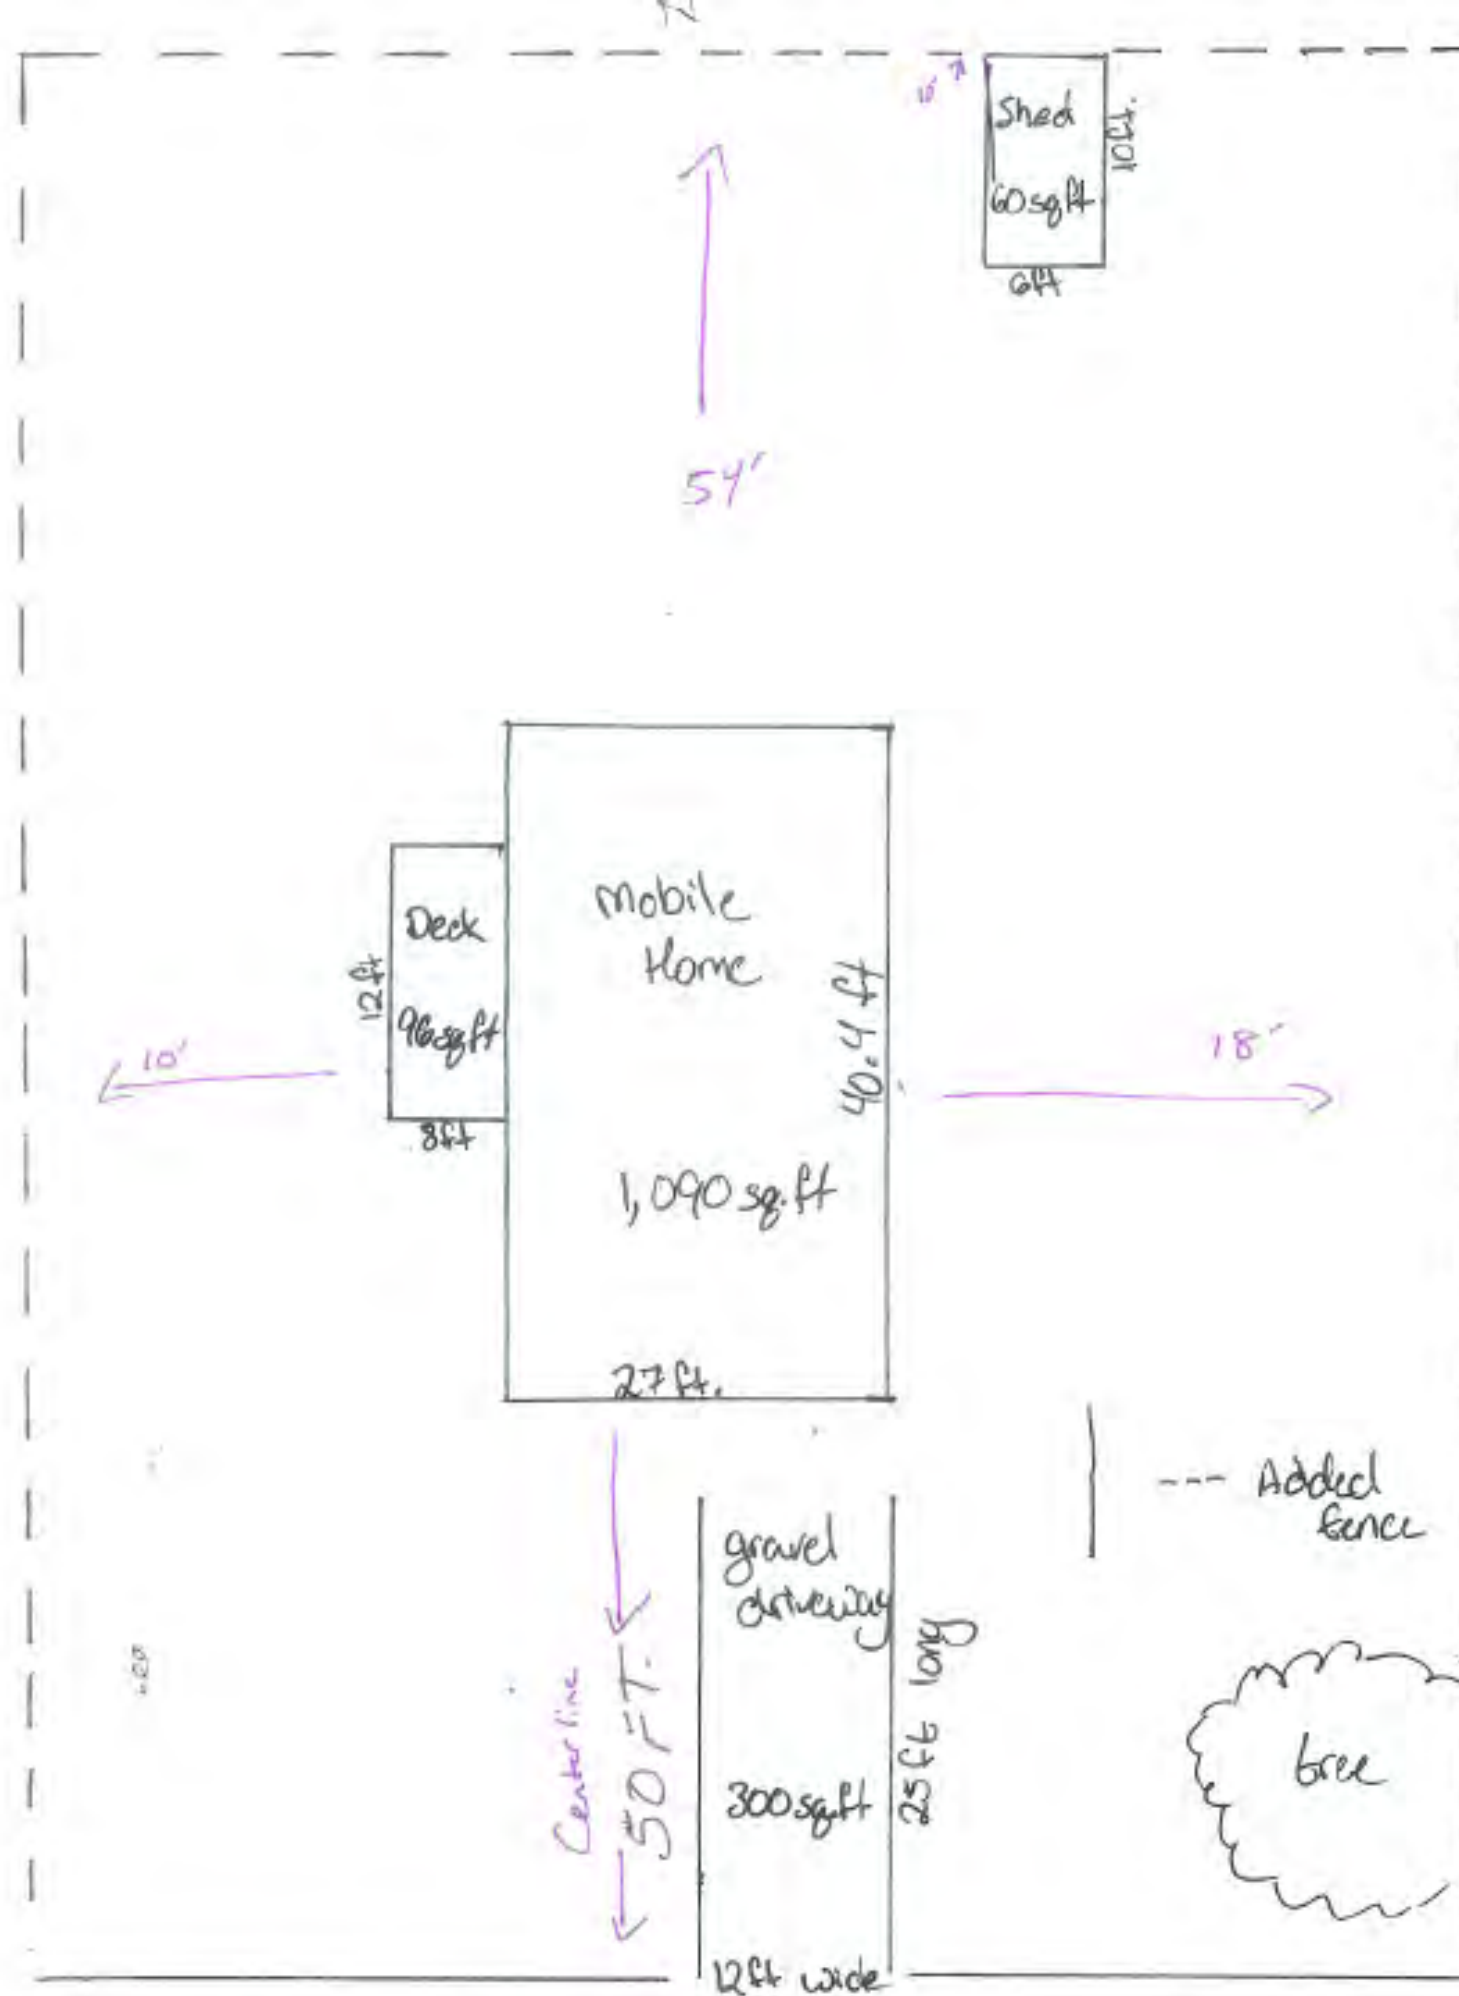 Shed
10ft.
60sqft
6ft
54'
Mobile
Home
Deck
12ft
96sqft
8ft
40.4 ft
10'
18'
1,090 sq.ft
27 ft.
--- Added
fence
gravel
driveway
25 ft long
Center line
50 FT.
300sqft
tree
12ft wide